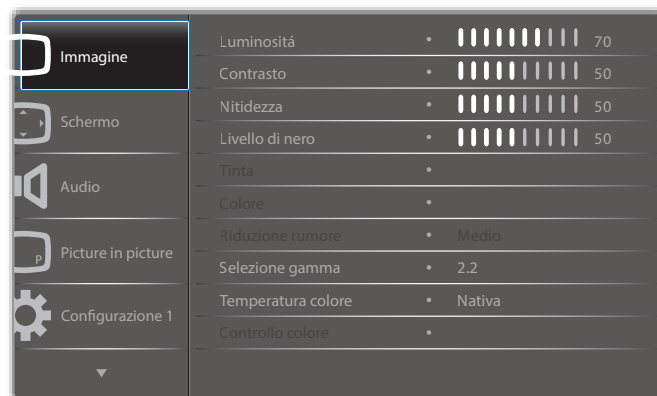 Immagine
Schermo
Audio
P
Picture in picture
Configurazione 1
Luminositá • 70
Contrasto • 50
Nitidezza • 50
Livello di nero • 50
Tinta •
Colore •
Riduzione rumore • Medio
Selezione gamma • 2.2
Temperatura colore • Nativa
Controllo colore •